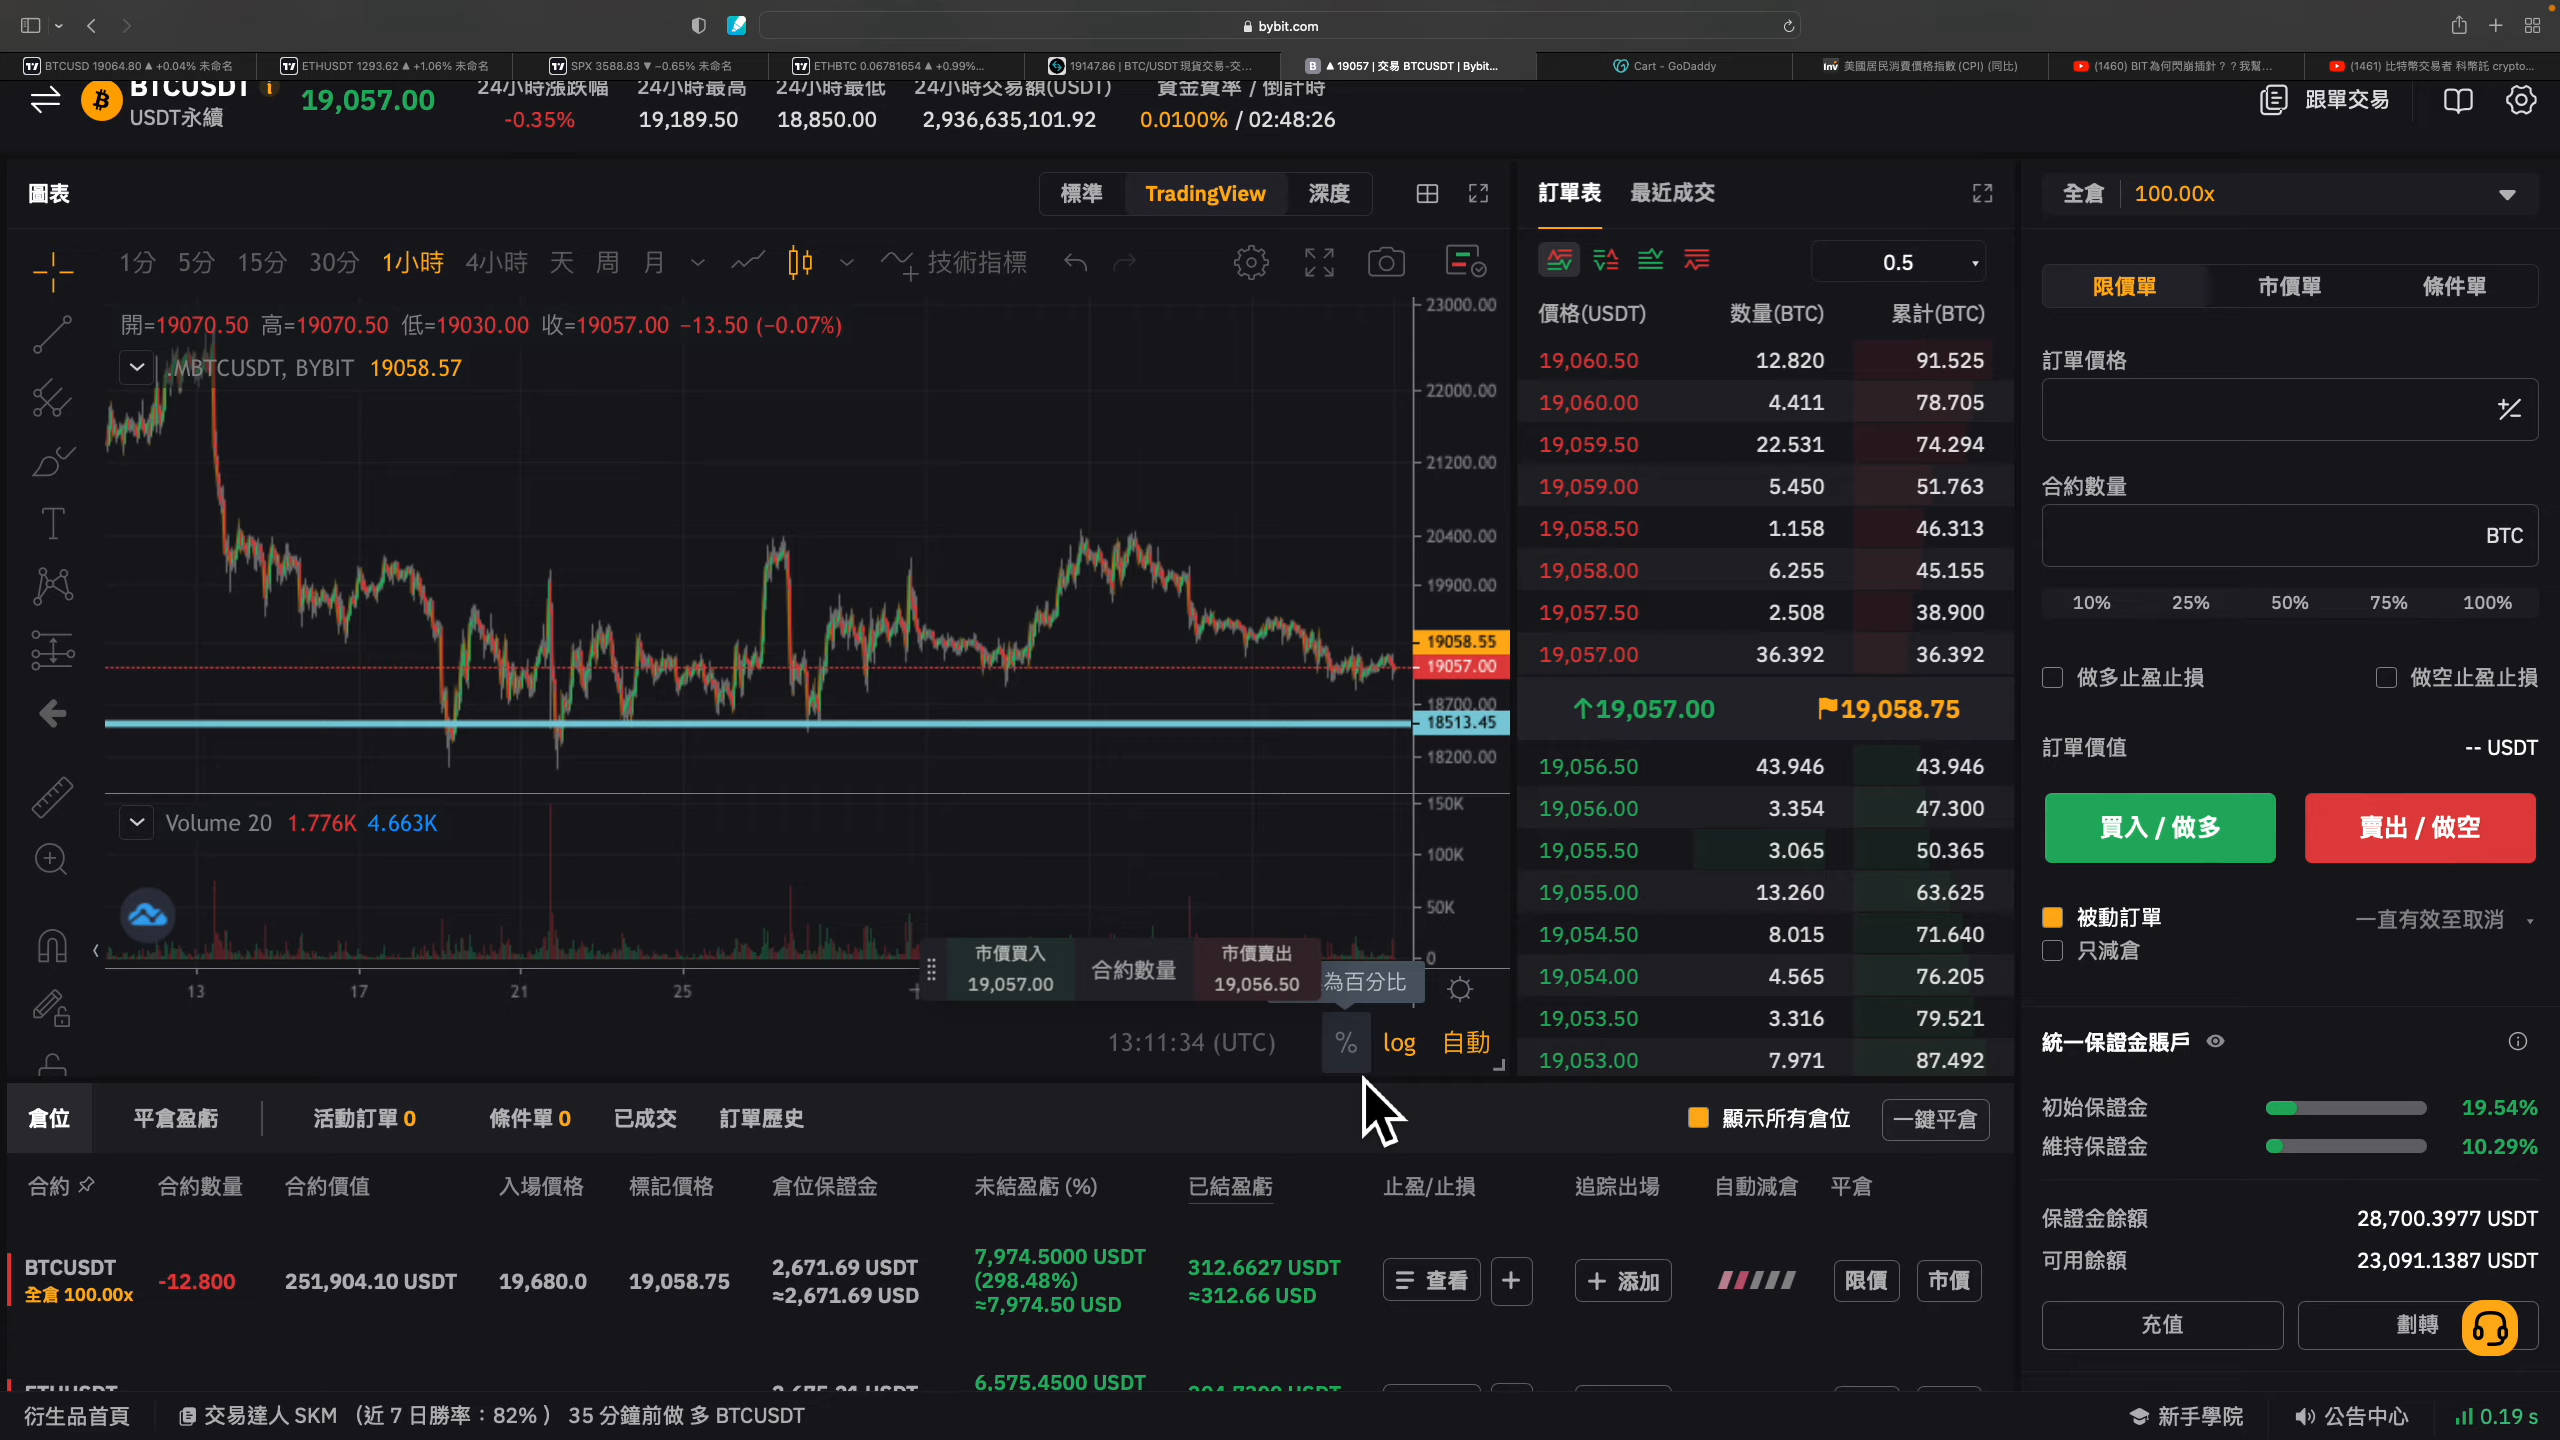 bybit.com
BTCUSD 19064.80 ▲ +0.04% 未命名
ETHUSDT 1293.62 ▲ +1.06% 未命名
SPX 3588.83 ▼ −0.65% 未命名
ETHBTC 0.06781654 ▲ +0.99%...
19147.86 | BTC/USDT現貨交易-交...
▲ 19057 | 交易 BTCUSDT | Bybit...
Cart - GoDaddy
美國居民消費價格指數 (CPI) (同比)
(1460) BIT為何閃崩插針？？我幫...
(1461) 比特幣交易者 科幣託 crypto...
BTCUSDT
USDT永續
19,057.00
24小時漲跌幅
-0.35%
24小時最高
19,189.50
24小時最低
18,850.00
24小時交易額(USDT)
2,936,635,101.92
資金費率 / 倒計時
0.0100% / 02:48:26
跟單交易
圖表
標準 TradingView 深度
1分 5分 15分 30分 1小時 4小時 天 周 月 技術指標
開=19070.50 高=19070.50 低=19030.00 收=19057.00 −13.50 (−0.07%)
.MBTCUSDT, BYBIT 19058.57
23000.00
22000.00
21200.00
20400.00
19900.00
19058.55
19057.00
18700.00
18513.45
18200.00
Volume 20 1.776K 4.663K
150K
100K
50K
0
13 17 21 25
市價買入
19,057.00
合約數量
市價賣出
19,056.50
為百分比
13:11:34 (UTC) % log 自動
訂單表 最近成交
0.5
價格(USDT) 数量(BTC) 累計(BTC)
19,060.50 12.820 91.525
19,060.00 4.411 78.705
19,059.50 22.531 74.294
19,059.00 5.450 51.763
19,058.50 1.158 46.313
19,058.00 6.255 45.155
19,057.50 2.508 38.900
19,057.00 36.392 36.392
↑19,057.00 19,058.75
19,056.50 43.946 43.946
19,056.00 3.354 47.300
19,055.50 3.065 50.365
19,055.00 13.260 63.625
19,054.50 8.015 71.640
19,054.00 4.565 76.205
19,053.50 3.316 79.521
19,053.00 7.971 87.492
全倉 100.00x
限價單 市價單 條件單
訂單價格
合約數量
BTC
10% 25% 50% 75% 100%
做多止盈止損 做空止盈止損
訂單價值 -- USDT
買入 / 做多 賣出 / 做空
被動訂單 一直有效至取消
只減倉
統一保證金賬戶
初始保證金 19.54%
維持保證金 10.29%
保證金餘額 28,700.3977 USDT
可用餘額 23,091.1387 USDT
充值 劃轉
倉位 平倉盈虧 活動訂單 0 條件單 0 已成交 訂單歷史 顯示所有倉位 一鍵平倉
合約 合約數量 合約價值 入場價格 標記價格 倉位保證金 未結盈虧 (%) 已結盈虧 止盈/止損 追踪出場 自動減倉 平倉
BTCUSDT
全倉 100.00x
-12.800
251,904.10 USDT
19,680.0
19,058.75
2,671.69 USDT
≈2,671.69 USD
7,974.5000 USDT
(298.48%)
≈7,974.50 USD
312.6627 USDT
≈312.66 USD
查看 + + 添加 限價 市價
6,575.4500 USDT
衍生品首頁
交易達人 SKM （近 7 日勝率：82% ） 35 分鐘前做 多 BTCUSDT
新手學院 公告中心 0.19 s